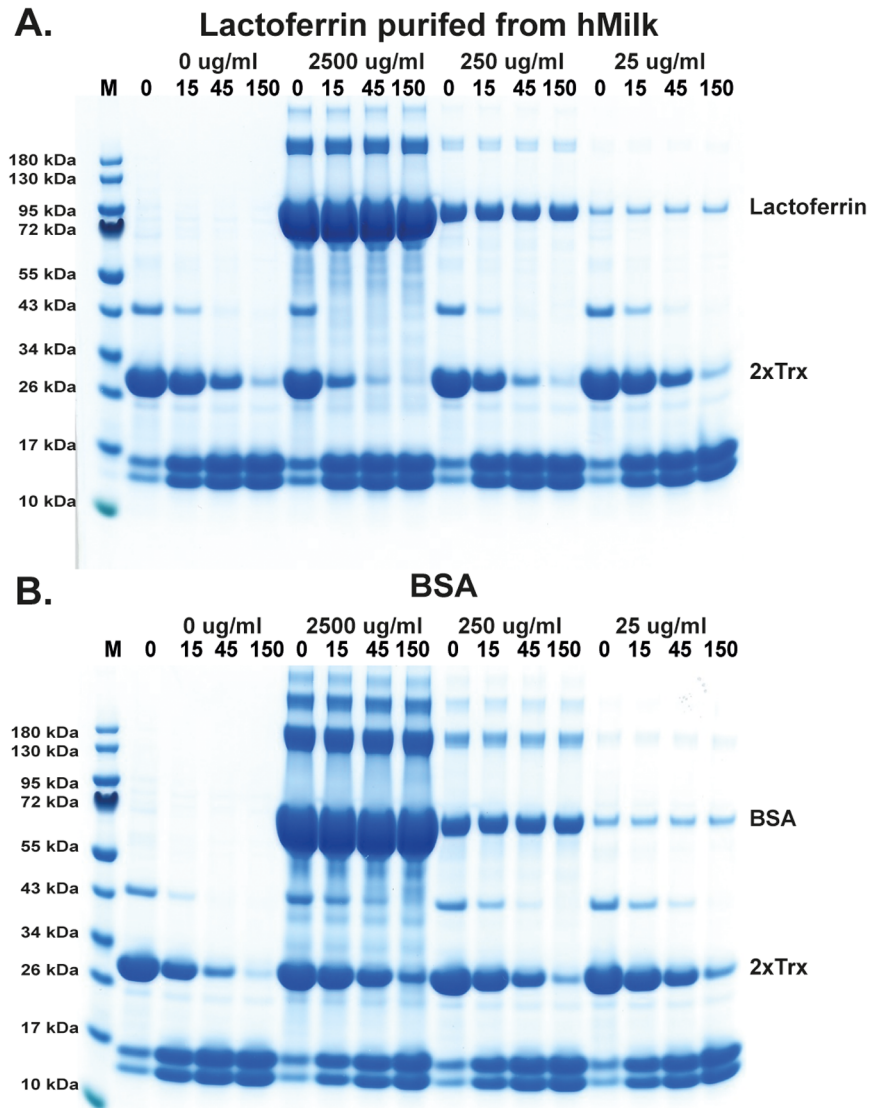 A.
Lactoferrin purifed from hMilk
0 ug/ml 2500 ug/ml 250 ug/ml 25 ug/ml
M 0 15 45 150 0 15 45 150 0 15 45 150 0 15 45 150
180 kDa
130 kDa
95 kDa
Lactoferrin
72 kDa
55 kDa
43 kDa
34 kDa
2xTrx
26 kDa
17 kDa
10 kDa
B.
BSA
0 ug/ml 2500 ug/ml 250 ug/ml 25 ug/ml
M 0 15 45 150 0 15 45 150 0 15 45 150 0 15 45 150
180 kDa
130 kDa
95 kDa
72 kDa
BSA
55 kDa
43 kDa
34 kDa
26 kDa
2xTrx
17 kDa
10 kDa